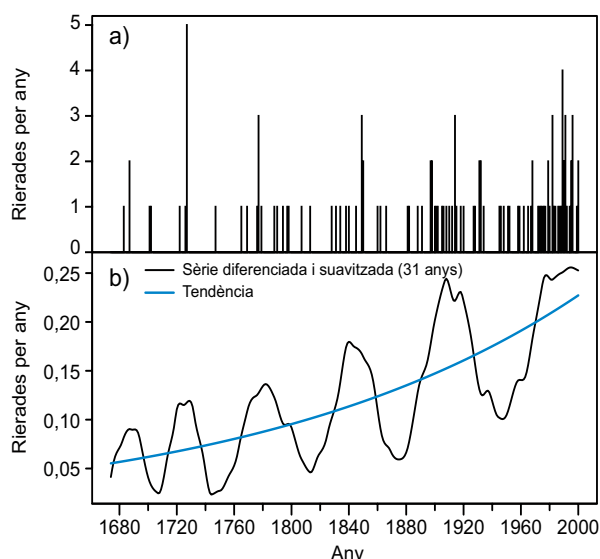 a)
Rierades per any
5
4
3
2
1
0
b)
Sèrie diferenciada i suavitzada (31 anys)
Tendència
Rierades per any
0,25
0,20
0,15
0,10
0,05
1680 1720 1760 1800 1840 1880 1920 1960 2000
Any